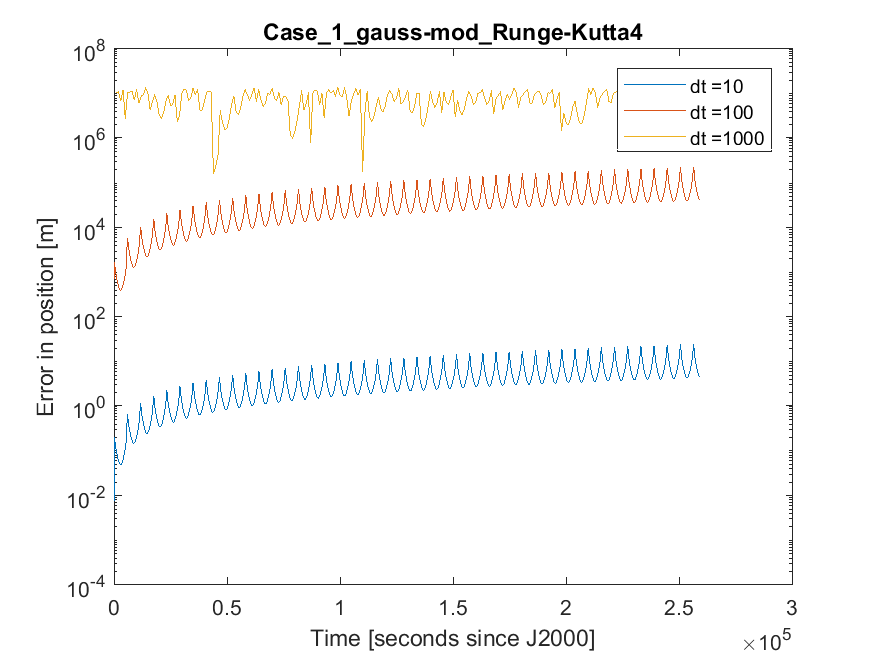 Case_1_gauss-mod_Runge-Kutta4
10^8
10^6
10^4
10^2
10^0
10^-2
10^-4
Error in position [m]
dt =10
dt =100
dt =1000
0 0.5 1 1.5 2 2.5 3
Time [seconds since J2000]
×10^5